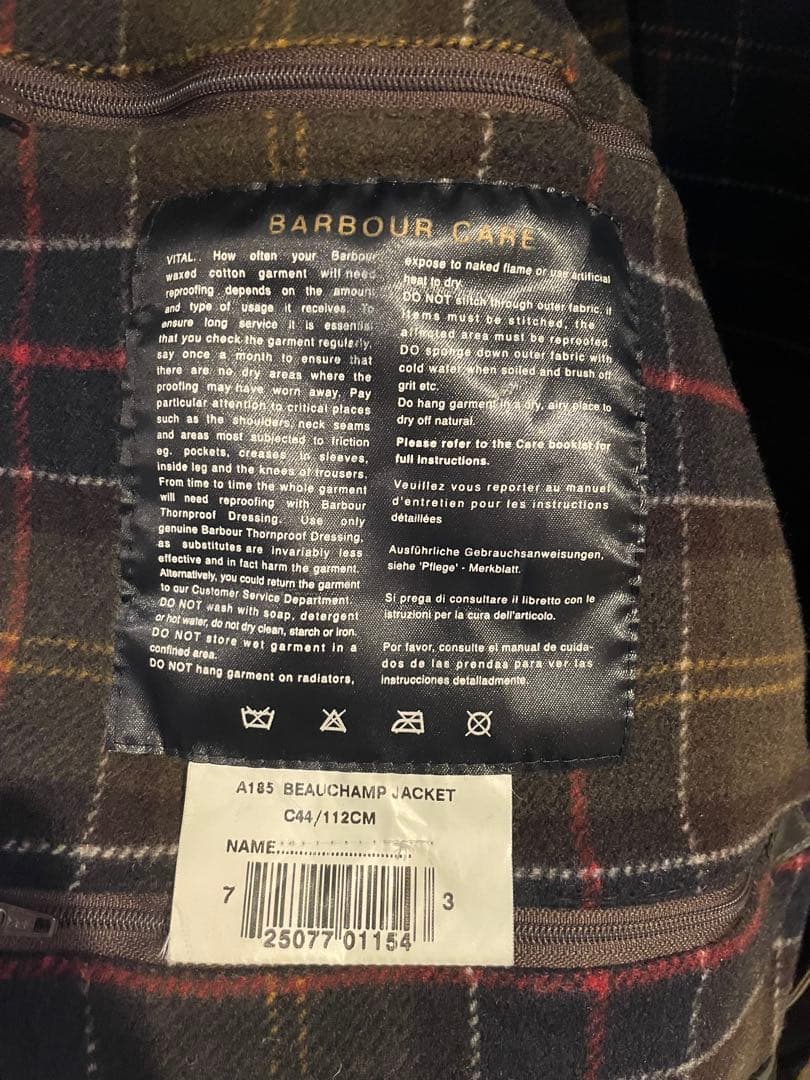 BARBOUR CARE
VITAL. How often your Barbour
waxed cotton garment will need
reproofing depends on the amount
and type of usage it receives. To
ensure long service it is essential
that you check the garment regularly,
say once a month to ensure that
there are no dry areas where the
proofing may have worn away. Pay
particular attention to critical places
such as the shoulders, neck seams
and areas most subjected to friction
eg. pockets, creases in sleeves,
inside leg and the knees of trousers.
From time to time the whole garment
will need reproofing with Barbour
Thornproof Dressing. Use only
genuine Barbour Thornproof Dressing,
as substitutes are invariably less
effective and in fact harm the garment.
Alternatively, you could return the garment
to our Customer Service Department.
DO NOT wash with soap, detergent
or hot water, do not dry clean, starch or iron.
DO NOT store wet garment in a
confined area.
DO NOT hang garment on radiators,
expose to naked flame or use artificial
heat to dry.
DO NOT stitch through outer fabric, if
items must be stitched, the
affected area must be reproofed.
DO sponge down outer fabric with
cold water when soiled and brush off
grit etc.
Do hang garment in a dry, airy place to
dry off natural.
Please refer to the Care booklet for
full instructions.
Veuillez vous reporter au manuel
d'entretien pour les instructions
détaillées
Ausführliche Gebrauchsanweisungen,
siehe 'Pflege' - Merkblatt.
Si prega di consultare il libretto con le
istruzioni per la cura dell'articolo.
Por favor, consulte el manual de cuida-
dos de las prendas para ver las
instrucciones detalladmente.
A185 BEAUCHAMP JACKET
C44/112CM
NAME
7 25077 01154 3